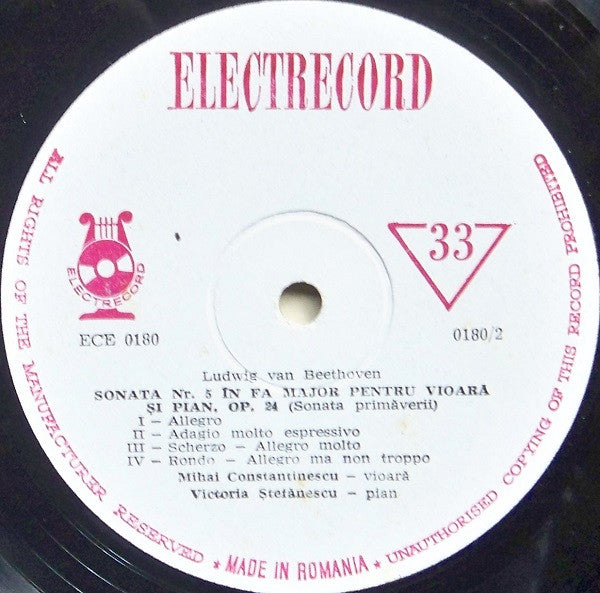 ELECTRECORD
ALL RIGHTS OF THE MANUFACTURER RESERVED ★ MADE IN ROMANIA ★ UNAUTHORISED COPYING OF THIS RECORD PROHIBITED
ELECTRECORD
33
ECE 0180
0180/2
Ludwig van Beethoven
SONATA Nr. 5 ÎN FA MAJOR PENTRU VIOARĂ
ȘI PIAN, OP. 24 (Sonata primăverii)
I – Allegro
II – Adagio molto espressivo
III – Scherzo – Allegro molto
IV – Rondo – Allegro ma non troppo
Mihai Constantinescu – vioară
Victoria Ștefănescu – pian